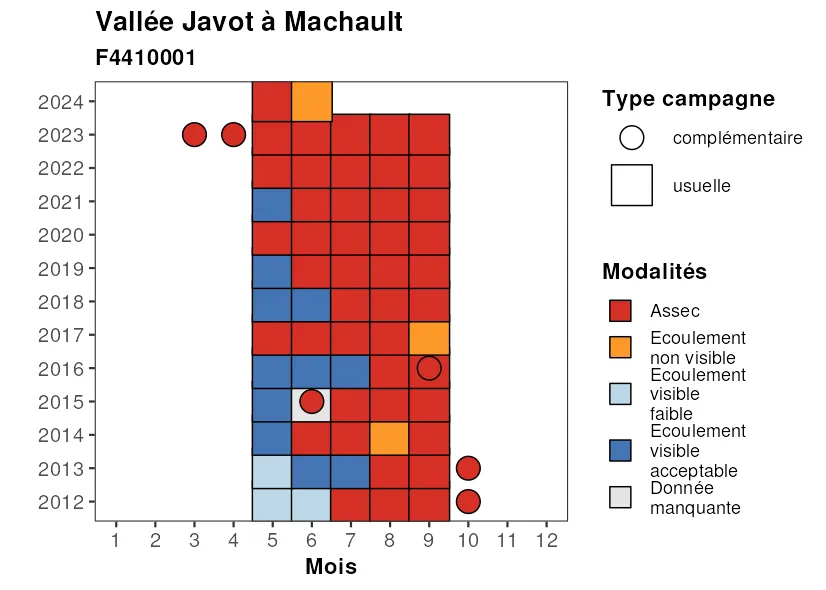 Vallée Javot à Machault
F4410001
2024
2023
2022
2021
2020
2019
2018
2017
2016
2015
2014
2013
2012
1 2 3 4 5 6 7 8 9 10 11 12
Mois
Type campagne
complémentaire
usuelle
Modalités
Assec
Ecoulement
non visible
Ecoulement
visible
faible
Ecoulement
visible
acceptable
Donnée
manquante